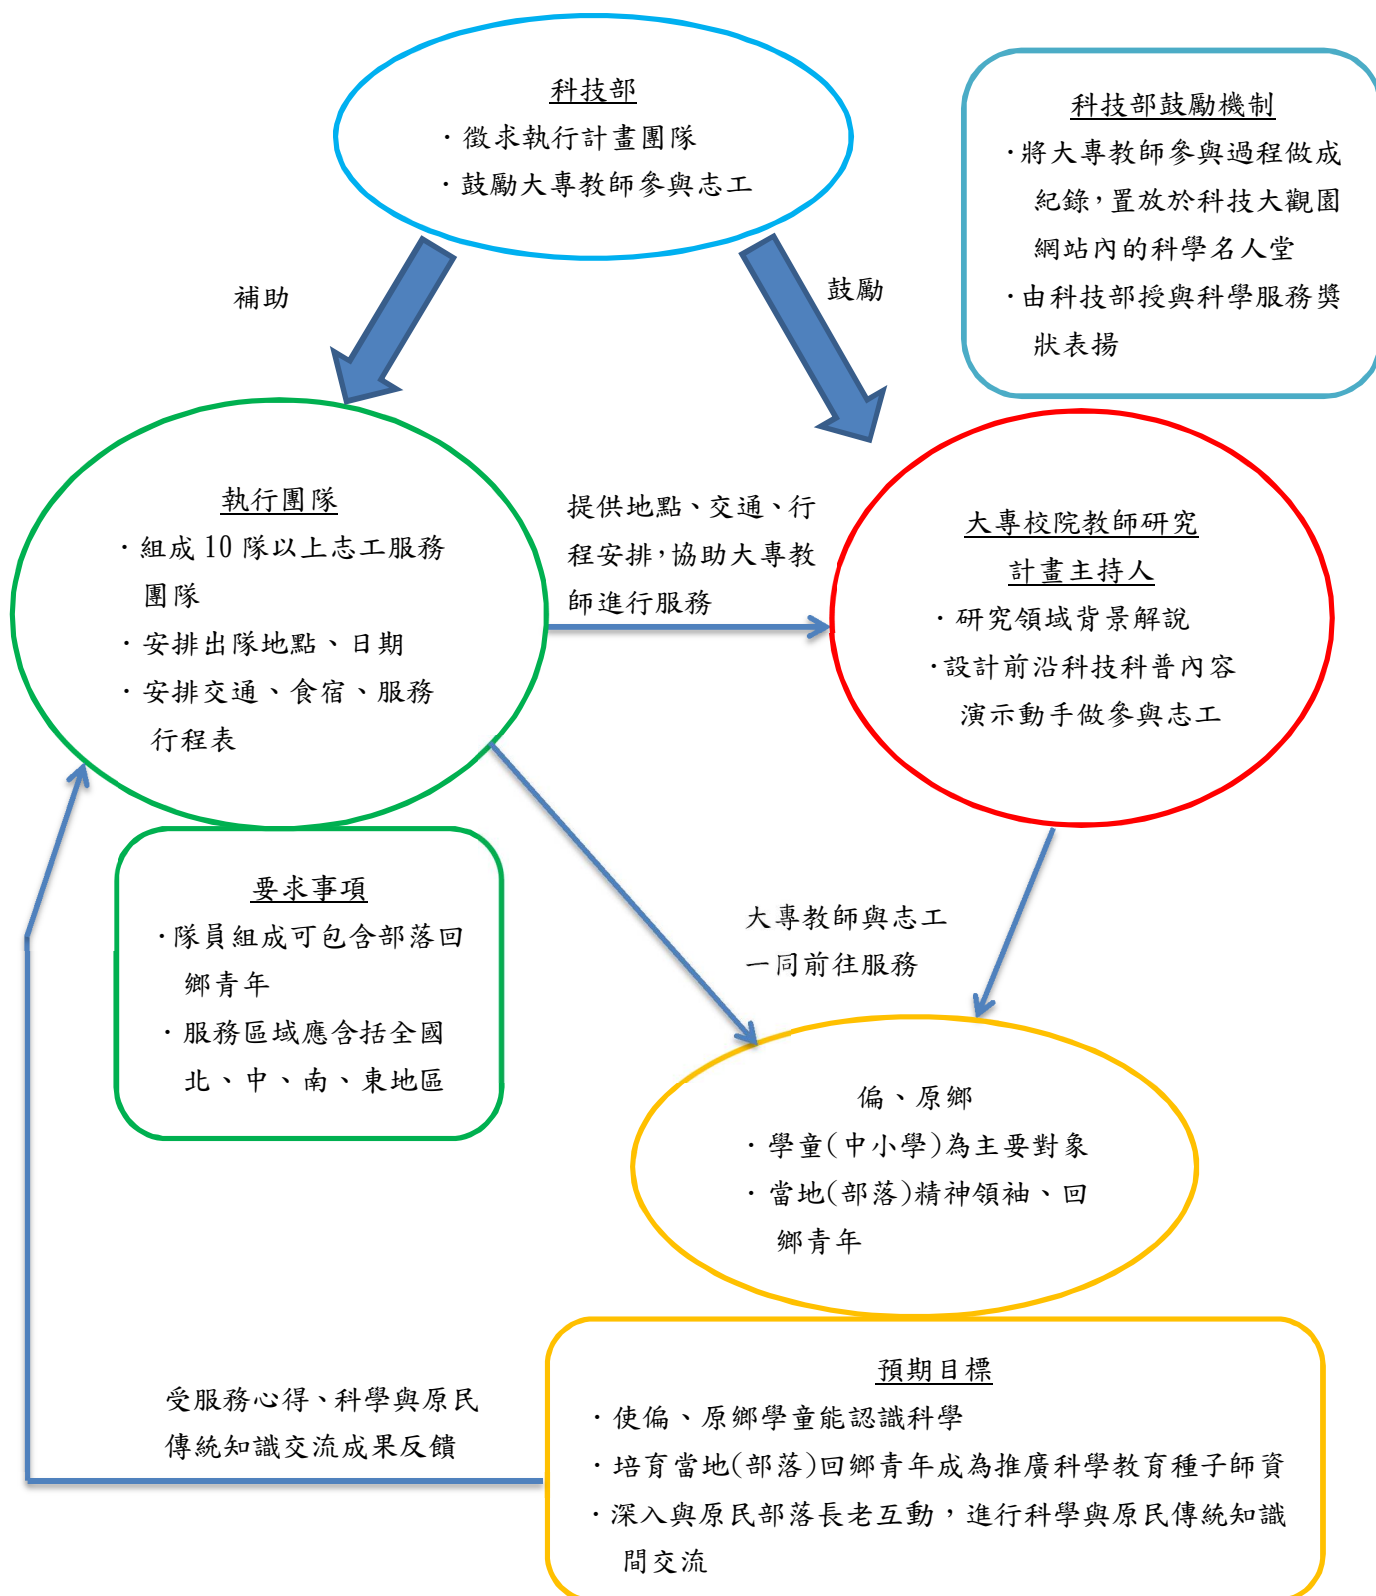 科技部
·徵求執行計畫團隊
·鼓勵大專教師參與志工
科技部鼓勵機制
·將大專教師參與過程做成
紀錄，置放於科技大觀園
網站內的科學名人堂
·由科技部授與科學服務獎
狀表揚
補助
鼓勵
執行團隊
·組成 10 隊以上志工服務
團隊
·安排出隊地點、日期
·安排交通、食宿、服務
行程表
提供地點、交通、行
程安排，協助大專教
師進行服務
大專校院教師研究
計畫主持人
·研究領域背景解說
·設計前沿科技科普內容
演示動手做參與志工
要求事項
·隊員組成可包含部落回
鄉青年
·服務區域應含括全國
北、中、南、東地區
大專教師與志工
一同前往服務
偏、原鄉
·學童(中小學)為主要對象
·當地(部落)精神領袖、回
鄉青年
受服務心得、科學與原民
傳統知識交流成果反饋
預期目標
·使偏、原鄉學童能認識科學
·培育當地(部落)回鄉青年成為推廣科學教育種子師資
·深入與原民部落長老互動，進行科學與原民傳統知識
間交流